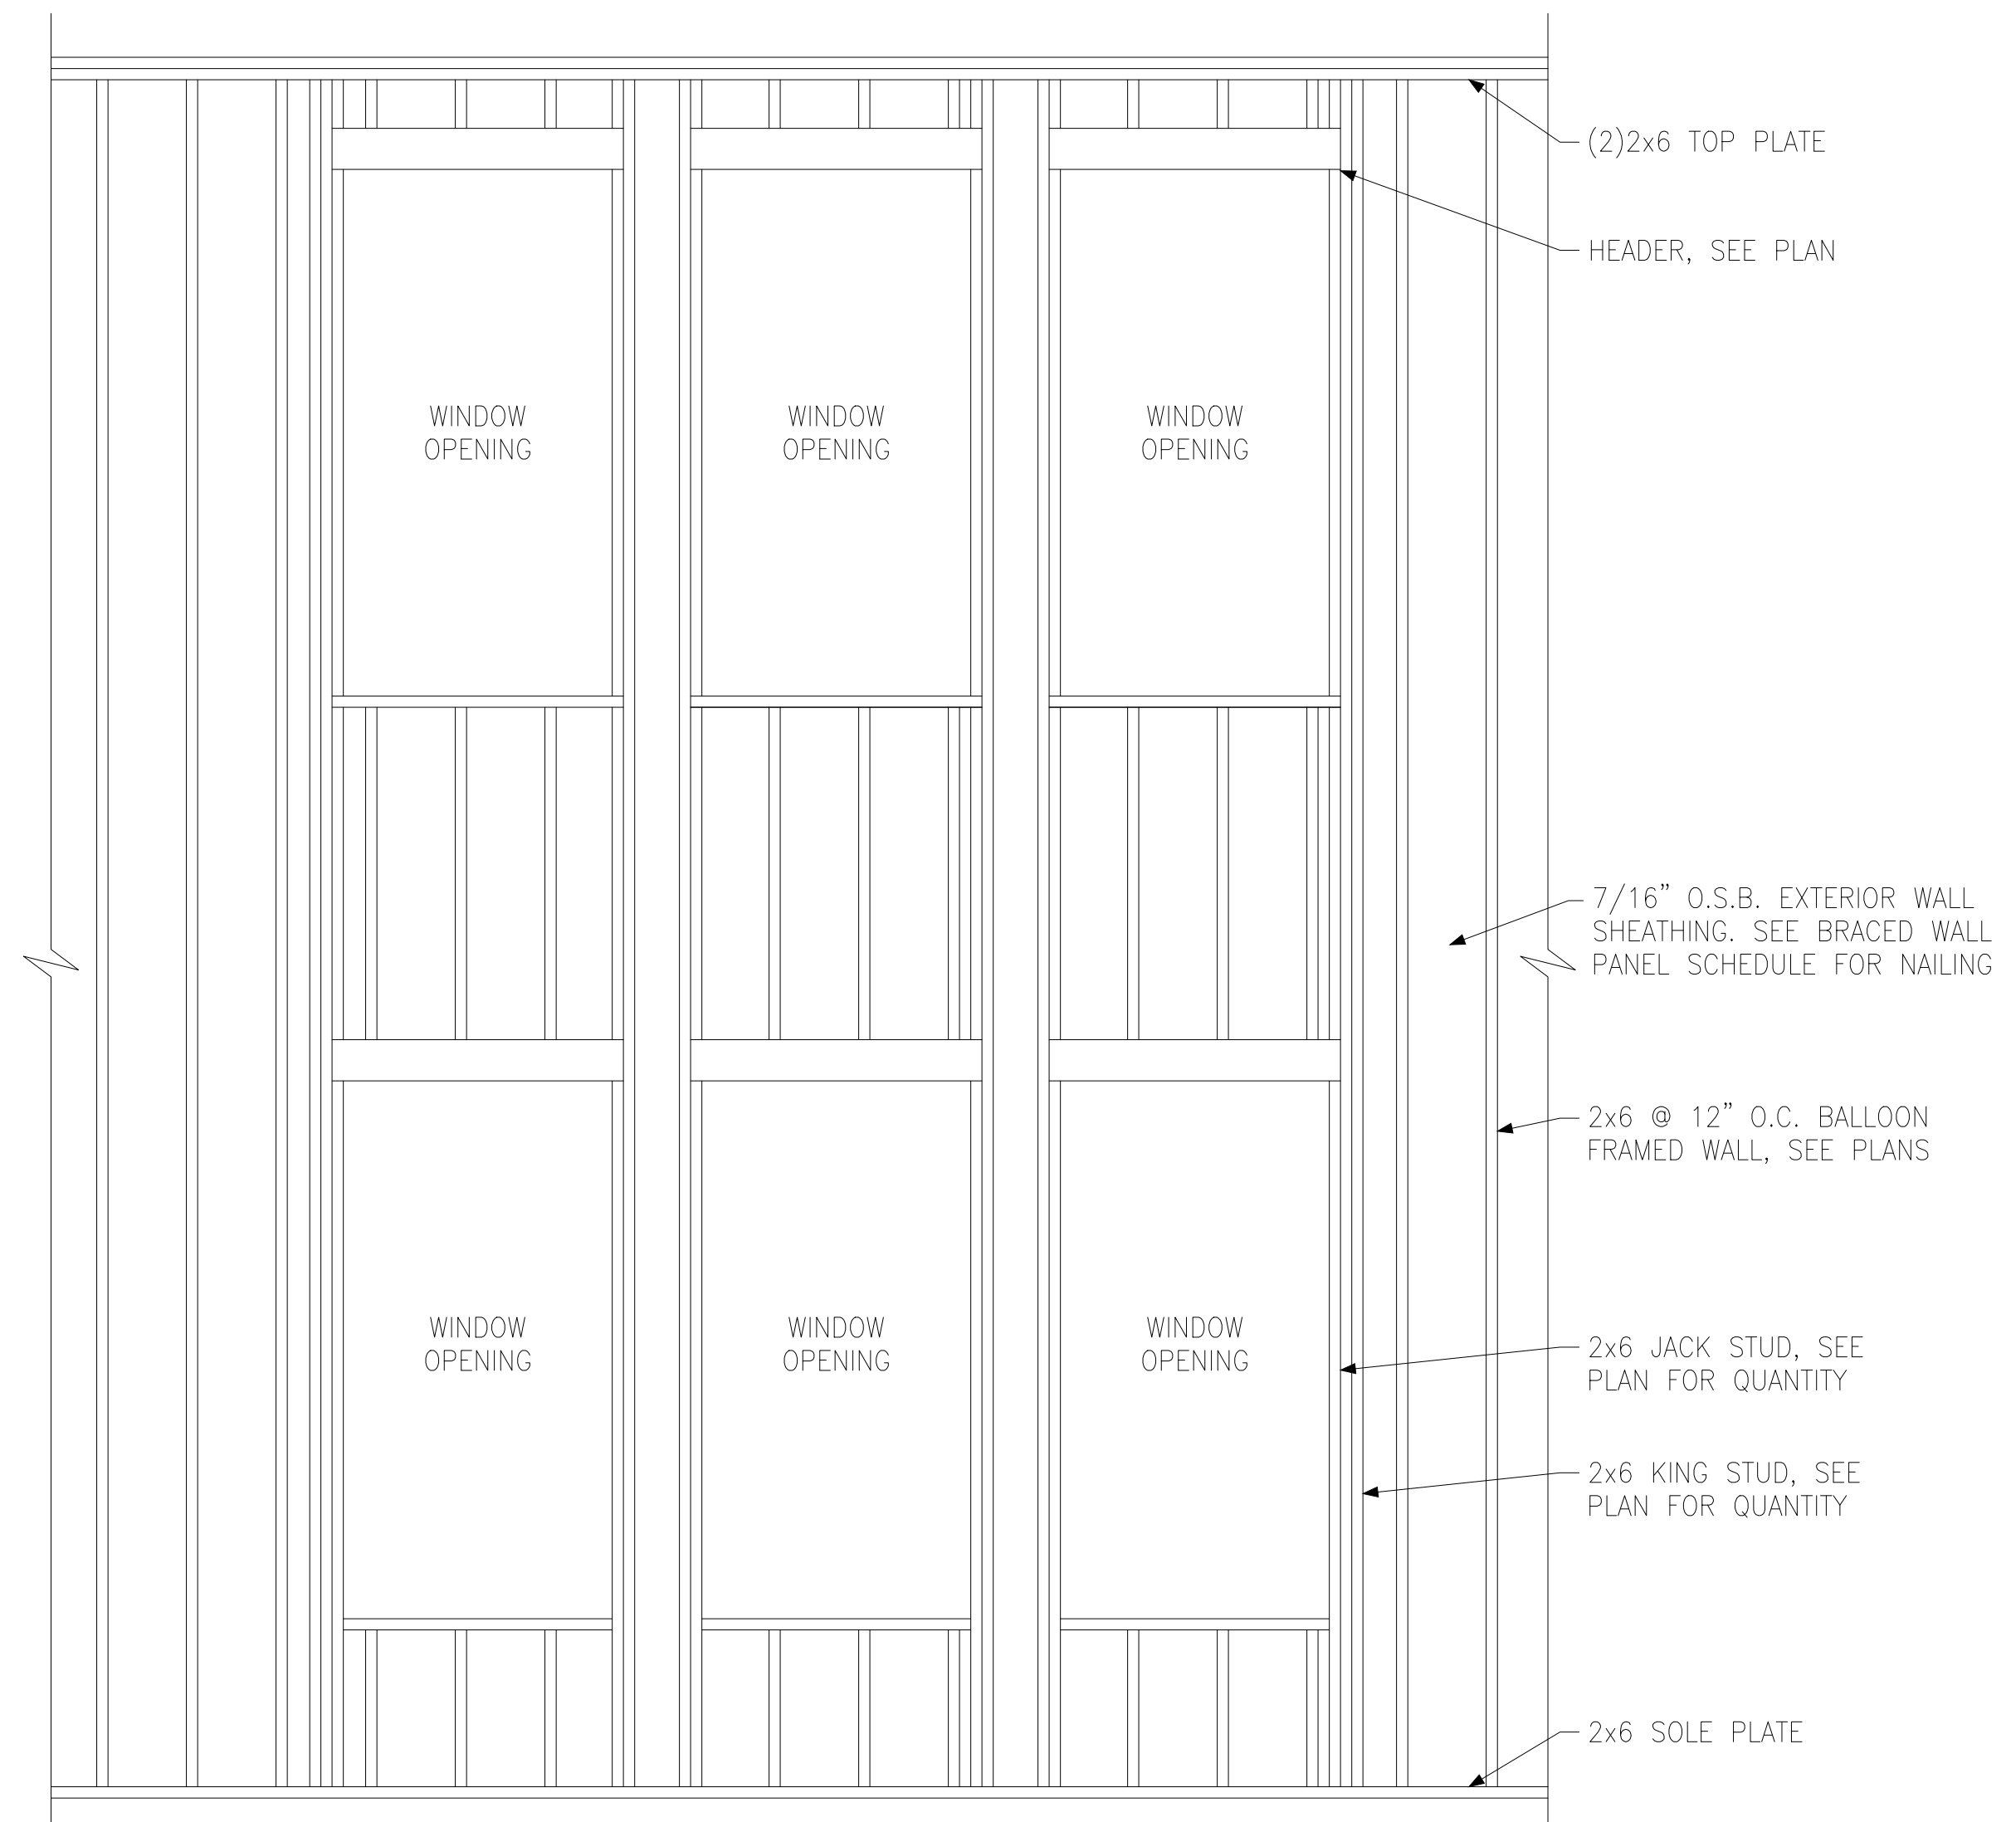 (2)2x6 TOP PLATE
HEADER, SEE PLAN
WINDOW
OPENING
WINDOW
OPENING
WINDOW
OPENING
7/16” O.S.B. EXTERIOR WALL
SHEATHING. SEE BRACED WALL
PANEL SCHEDULE FOR NAILING
2x6 @ 12” O.C. BALLOON
FRAMED WALL, SEE PLANS
WINDOW
OPENING
WINDOW
OPENING
WINDOW
OPENING
2x6 JACK STUD, SEE
PLAN FOR QUANTITY
2x6 KING STUD, SEE
PLAN FOR QUANTITY
2x6 SOLE PLATE